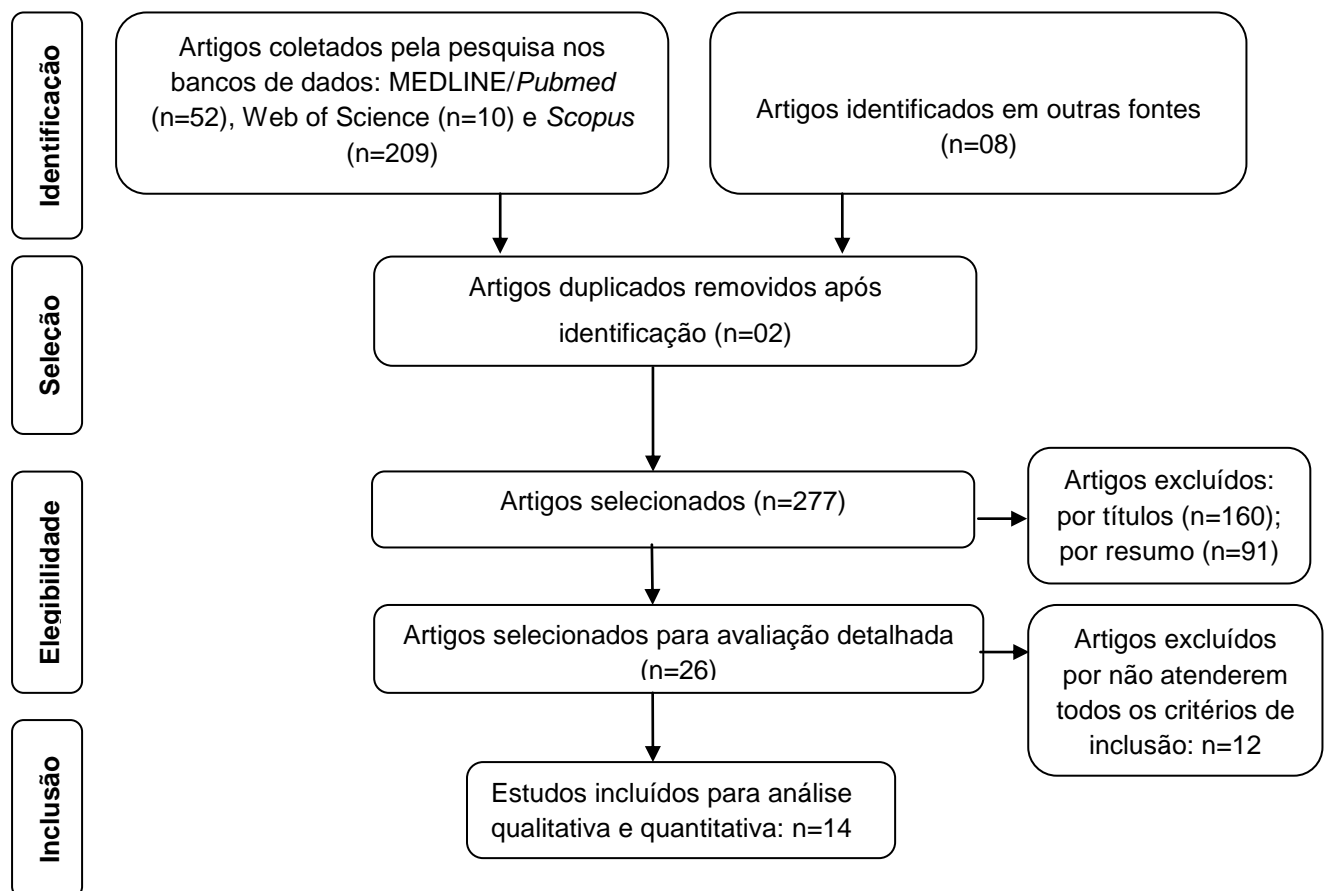 Identificação
Artigos coletados pela pesquisa nos
bancos de dados: MEDLINE/Pubmed
(n=52), Web of Science (n=10) e Scopus
(n=209)
Artigos identificados em outras fontes
(n=08)
Seleção
Artigos duplicados removidos após
identificação (n=02)
Elegibilidade
Artigos selecionados (n=277)
Artigos excluídos:
por títulos (n=160);
por resumo (n=91)
Artigos selecionados para avaliação detalhada
(n=26)
Artigos excluídos
por não atenderem
todos os critérios de
inclusão: n=12
Inclusão
Estudos incluídos para análise
qualitativa e quantitativa: n=14